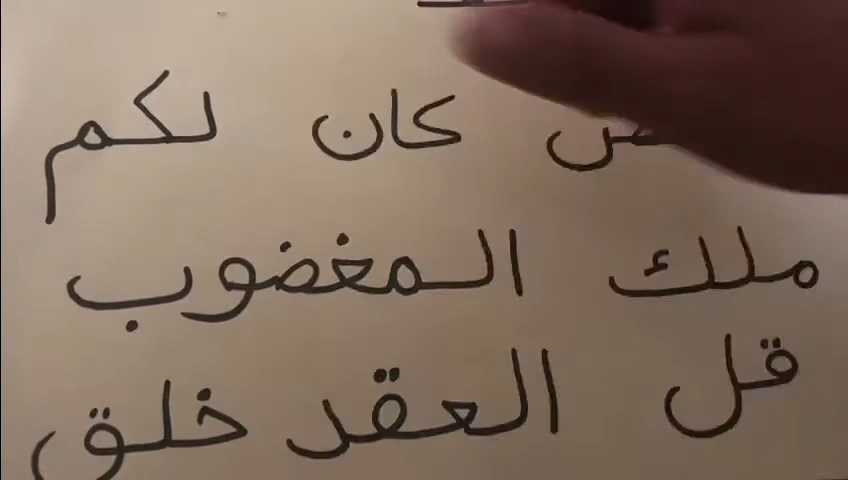 كان لكم
ملك المغضوب
قل العقد خلق